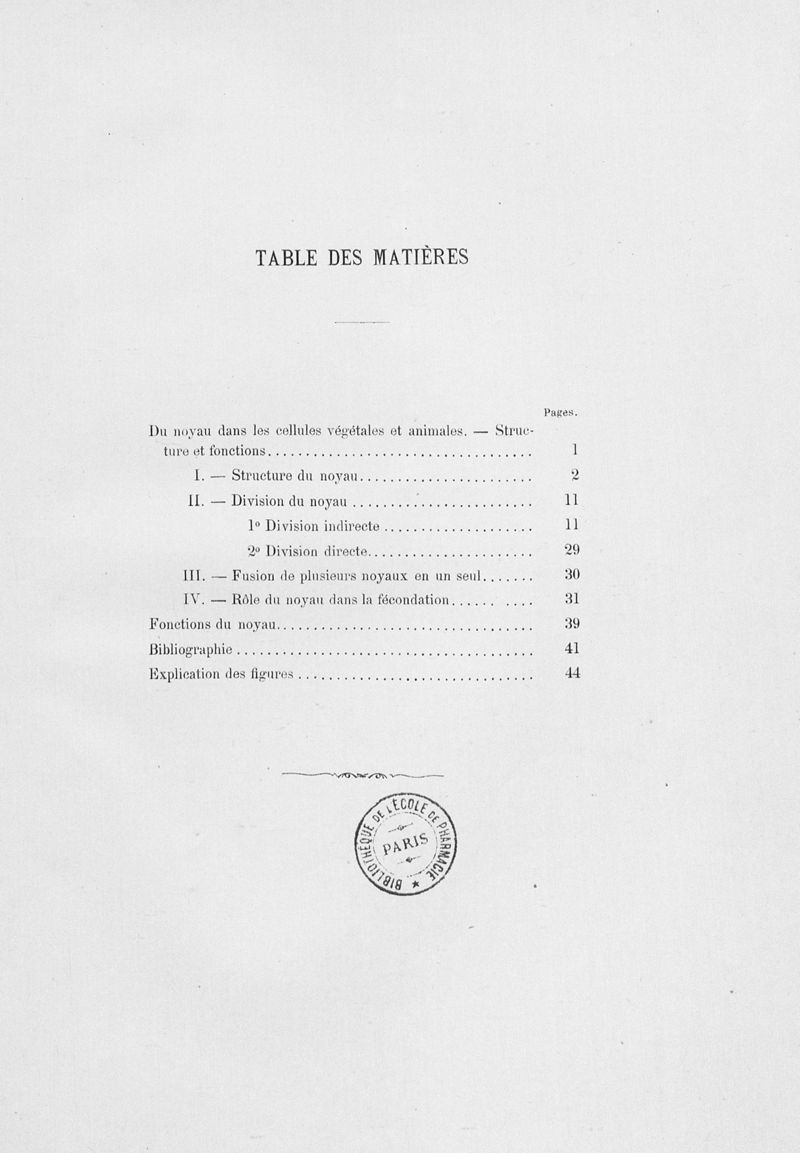 TABLE DES MATIÈRES
Pages.
Du noyau dans les cellules végétales et animales. — Struc-
ture et fonctions.................................. 1
I. — Structure du noyau....................... 2
II. — Division du noyau........................ 11
1º Division indirecte.................... 11
2º Division directe...................... 29
III. — Fusion de plusieurs noyaux en un seul....... 30
IV. — Rôle du noyau dans la fécondation...... .... 31
Fonctions du noyau................................. 39
Bibliographie....................................... 41
Explication des figures............................... 44
BIBLIOTHÈQUE DE L'ÉCOLE DE PHARMACIE
PARIS